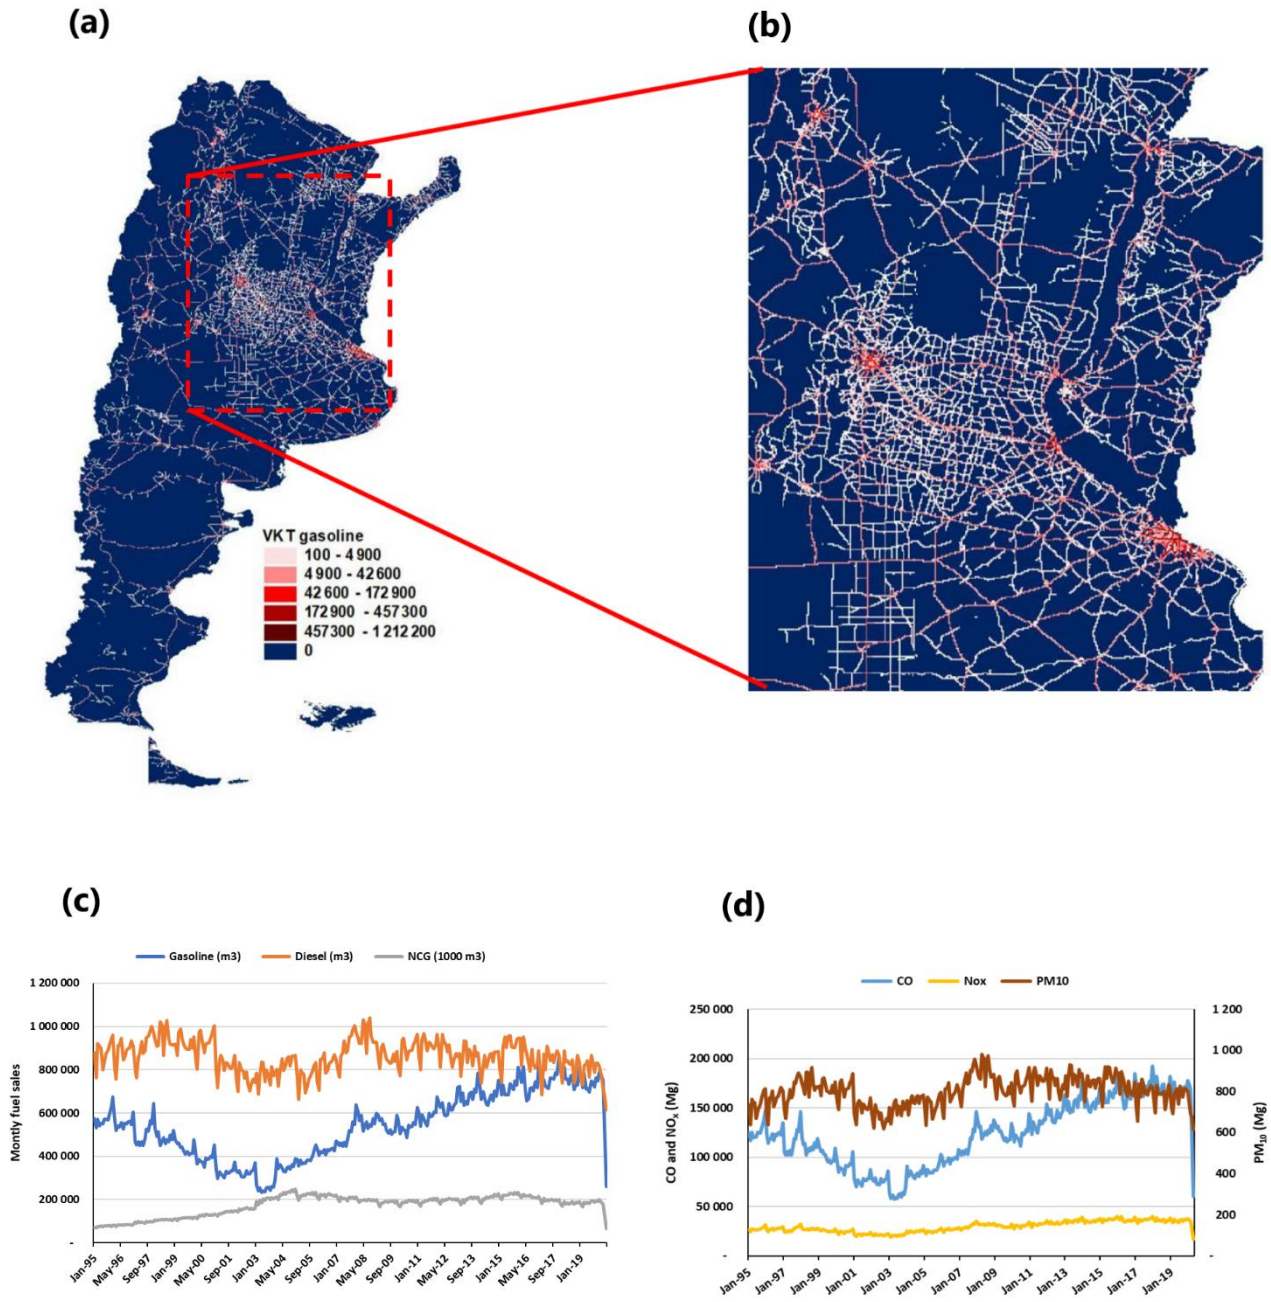 (a)
(b)
VKT gasoline
100 - 4 900
4 900 - 42 600
42 600 - 172 900
172 900 - 457 300
457 300 - 1 212 200
0
(c)
Gasoline (m3) Diesel (m3) NCG (1000 m3)
1 200 000
1 000 000
800 000
600 000
400 000
200 000
-
Montly fuel sales
Jan-95 May-96 Sep-97 Jan-99 May-00 Sep-01 Jan-03 May-04 Sep-05 Jan-07 May-08 Sep-09 Jan-11 May-12 Sep-13 Jan-15 May-16 Sep-17 Jan-19
(d)
CO Nox PM10
250 000
200 000
150 000
100 000
50 000
-
CO and NOₓ (Mg)
1 200
1 000
800
600
400
200
-
PM₁₀ (Mg)
Jan-95 Jan-97 Jan-99 Jan-01 Jan-03 Jan-05 Jan-07 Jan-09 Jan-11 Jan-13 Jan-15 Jan-17 Jan-19